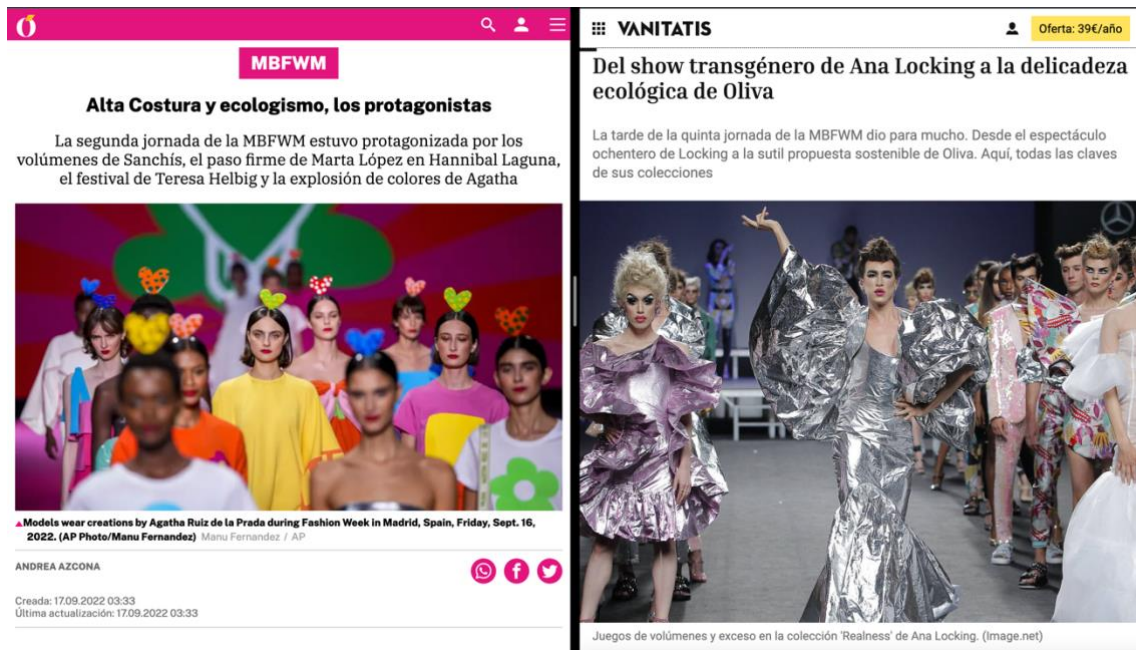 Ó
MBFWM
Alta Costura y ecologismo, los protagonistas
La segunda jornada de la MBFWM estuvo protagonizada por los
volúmenes de Sanchís, el paso firme de Marta López en Hannibal Laguna,
el festival de Teresa Helbig y la explosión de colores de Agatha
▲Models wear creations by Agatha Ruiz de la Prada during Fashion Week in Madrid, Spain, Friday, Sept. 16,
2022. (AP Photo/Manu Fernandez) Manu Fernandez / AP
ANDREA AZCONA
Creada: 17.09.2022 03:33
Última actualización: 17.09.2022 03:33
VANITATIS
Oferta: 39€/año
Del show transgénero de Ana Locking a la delicadeza
ecológica de Oliva
La tarde de la quinta jornada de la MBFWM dio para mucho. Desde el espectáculo
ochentero de Locking a la sutil propuesta sostenible de Oliva. Aquí, todas las claves
de sus colecciones
Juegos de volúmenes y exceso en la colección 'Realness' de Ana Locking. (Image.net)